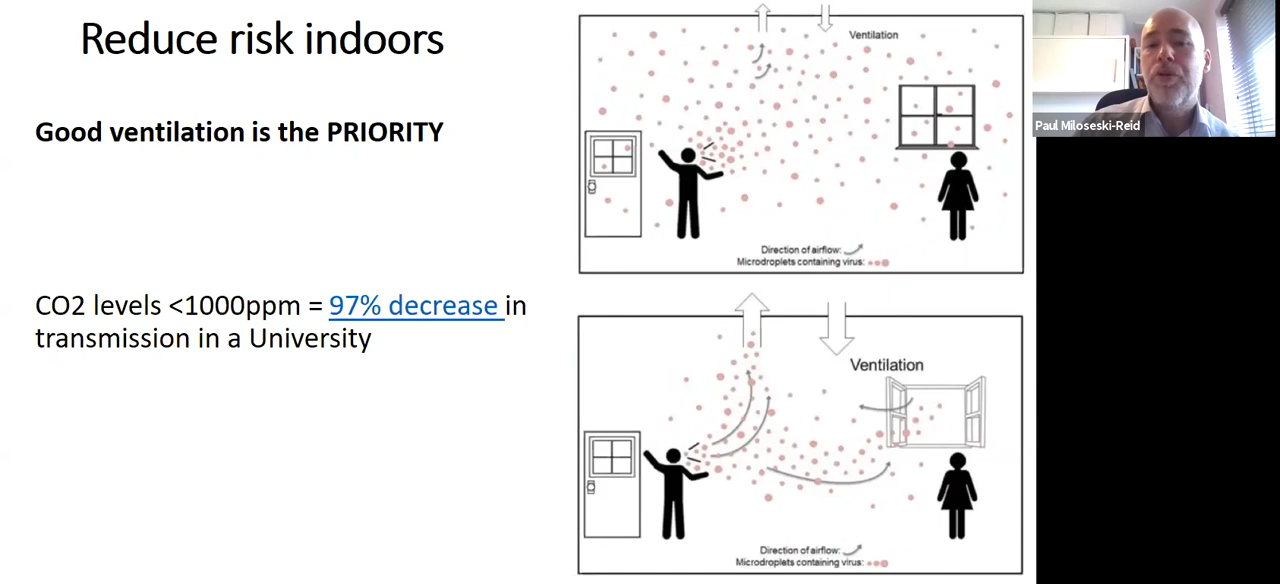 Reduce risk indoors
Good ventilation is the PRIORITY
CO2 levels <1000ppm = 97% decrease in
transmission in a University
Ventilation
Direction of airflow:
Microdroplets containing virus:
Ventilation
Direction of airflow:
Microdroplets containing virus:
Paul Miloseski-Reid